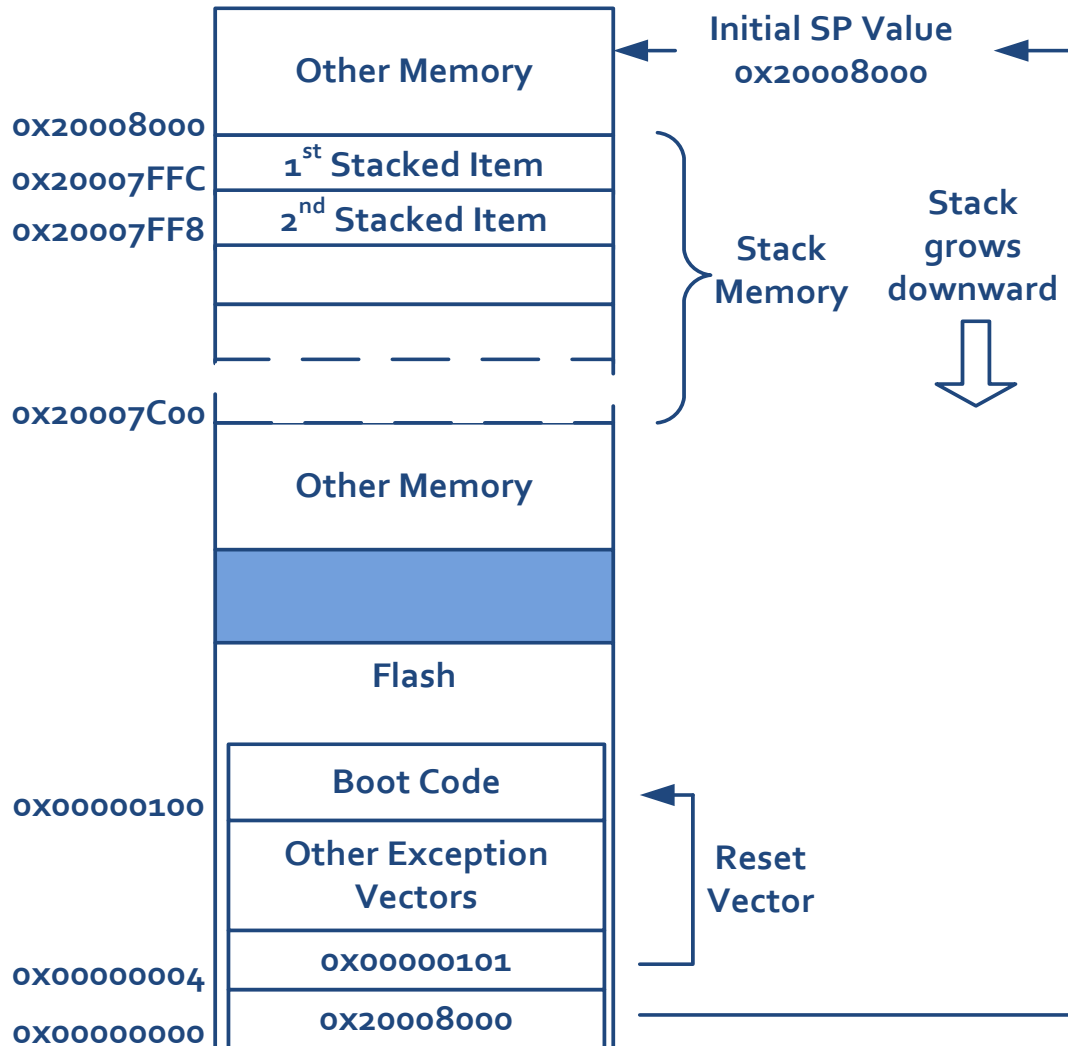 Initial SP Value
0x20008000
Other Memory
0x20008000
1st Stacked Item
0x20007FFC
2nd Stacked Item
0x20007FF8
Stack
Memory
Stack
grows
downward
0x20007C00
Other Memory
Flash
Boot Code
0x00000100
Other Exception
Vectors
Reset
Vector
0x00000101
0x00000004
0x20008000
0x00000000